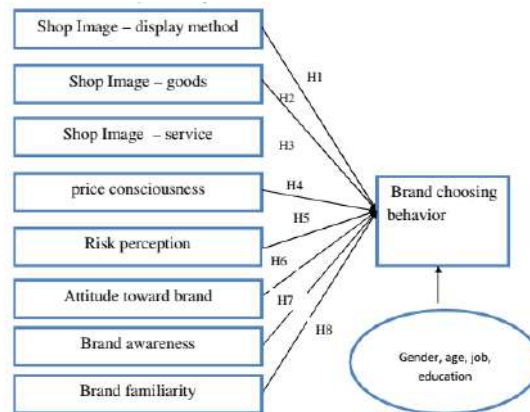 Shop Image – display method
H1
Shop Image – goods
H2
Shop Image – service
H3
price consciousness
H4
Brand choosing
behavior
H5
Risk perception
H6
Attitude toward brand
H7
Brand awareness
H8
Brand familiarity
Gender, age, job,
education